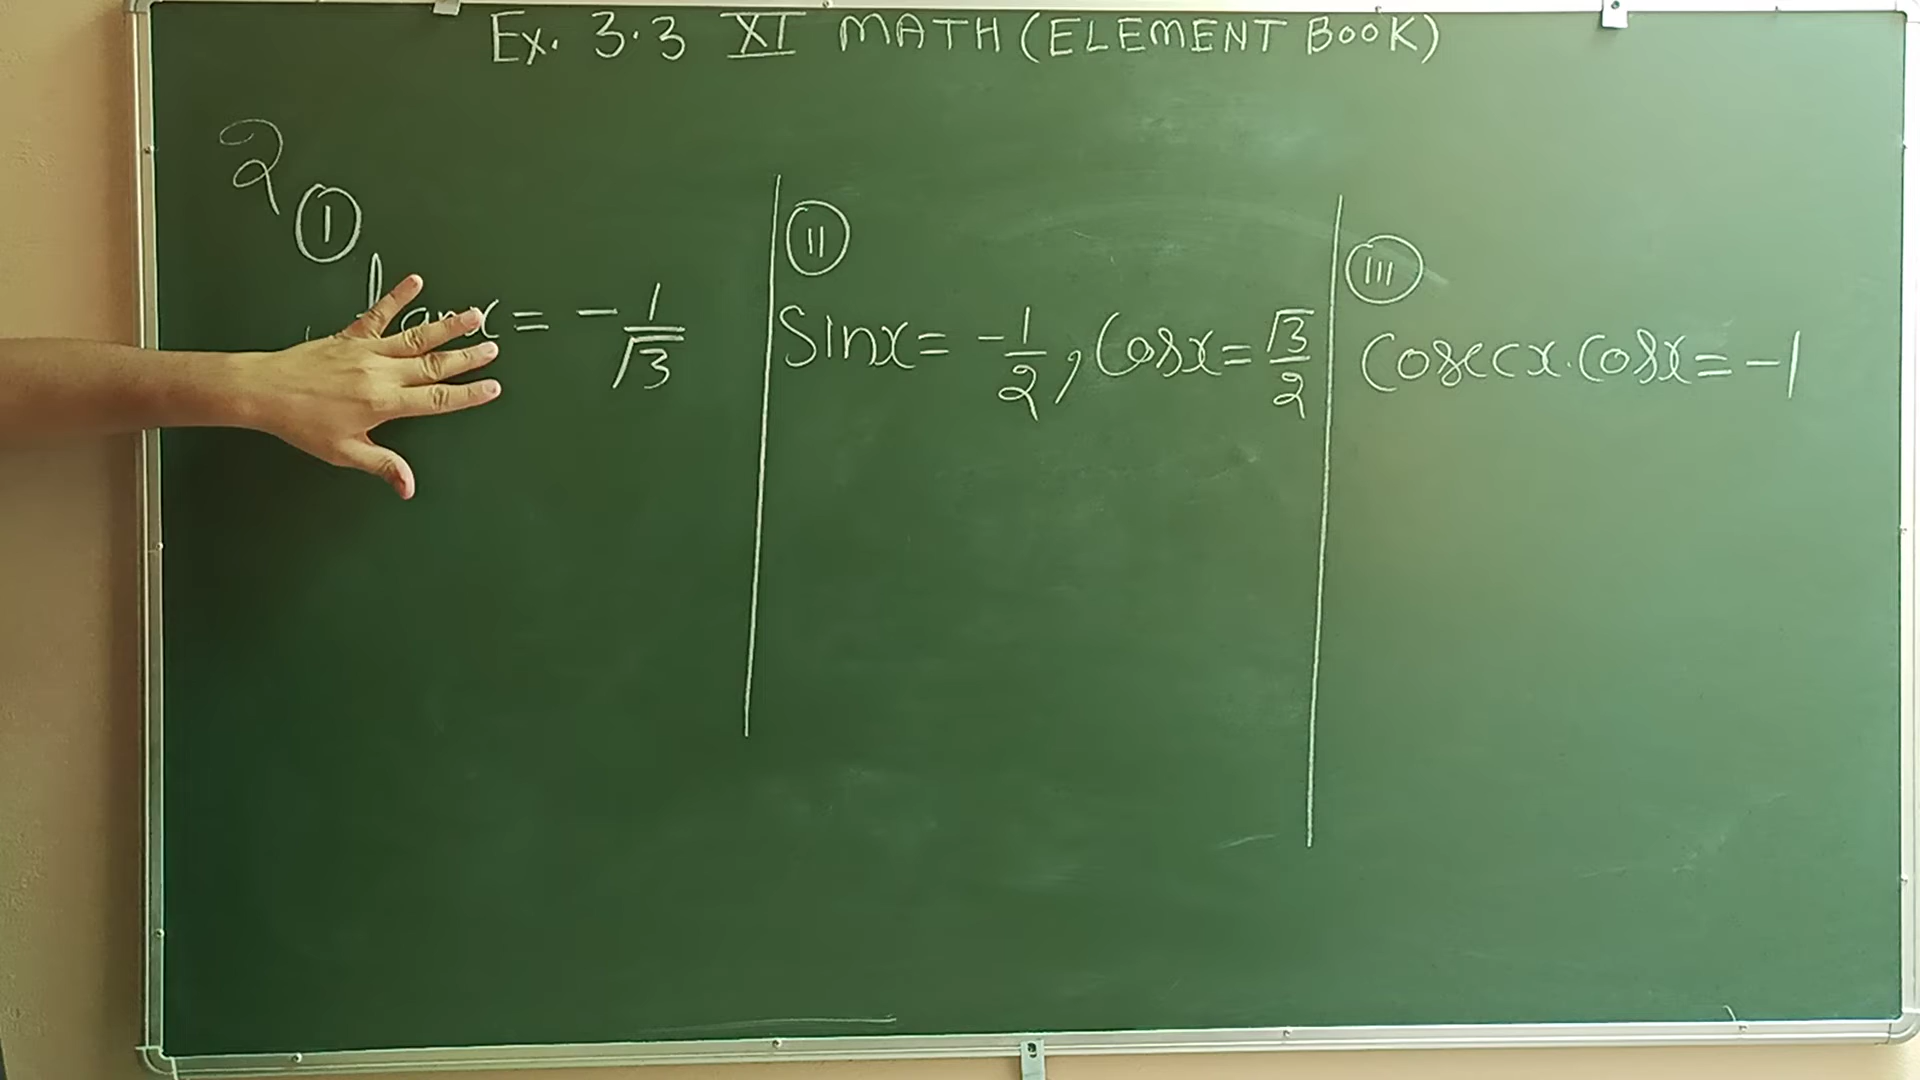 Ex. 3.3 XI MATH (ELEMENT BOOK)
2
I
tanx = - 1/√3
II
Sinx = -1/2, Cosx = √3/2
III
Cosecx.Cosx = -1